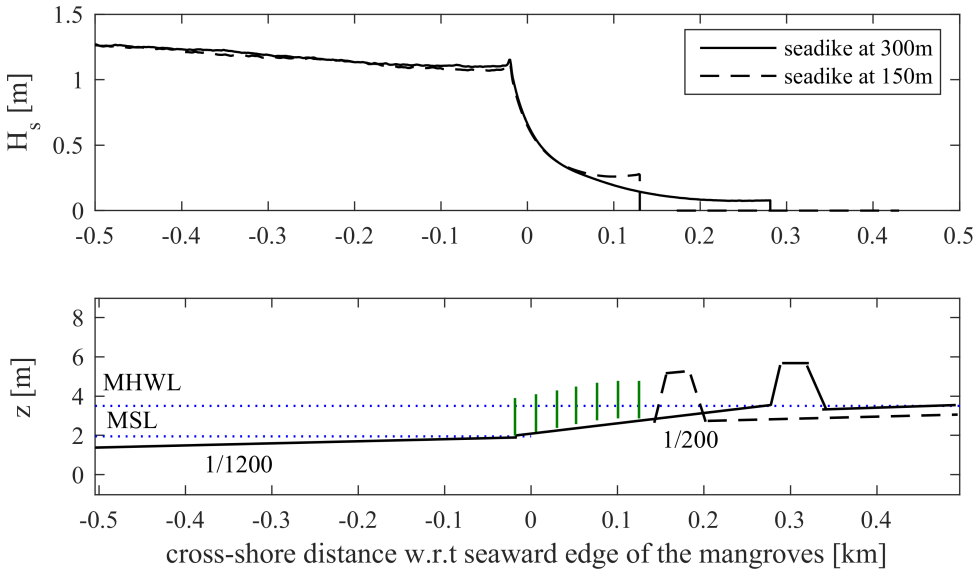 1.5
1
0.5
0
H_s [m]
seadike at 300m
seadike at 150m
-0.5 -0.4 -0.3 -0.2 -0.1 0 0.1 0.2 0.3 0.4 0.5
8
6
4
2
0
z [m]
MHWL
MSL
1/1200
1/200
-0.5 -0.4 -0.3 -0.2 -0.1 0 0.1 0.2 0.3 0.4
cross-shore distance w.r.t seaward edge of the mangroves [km]